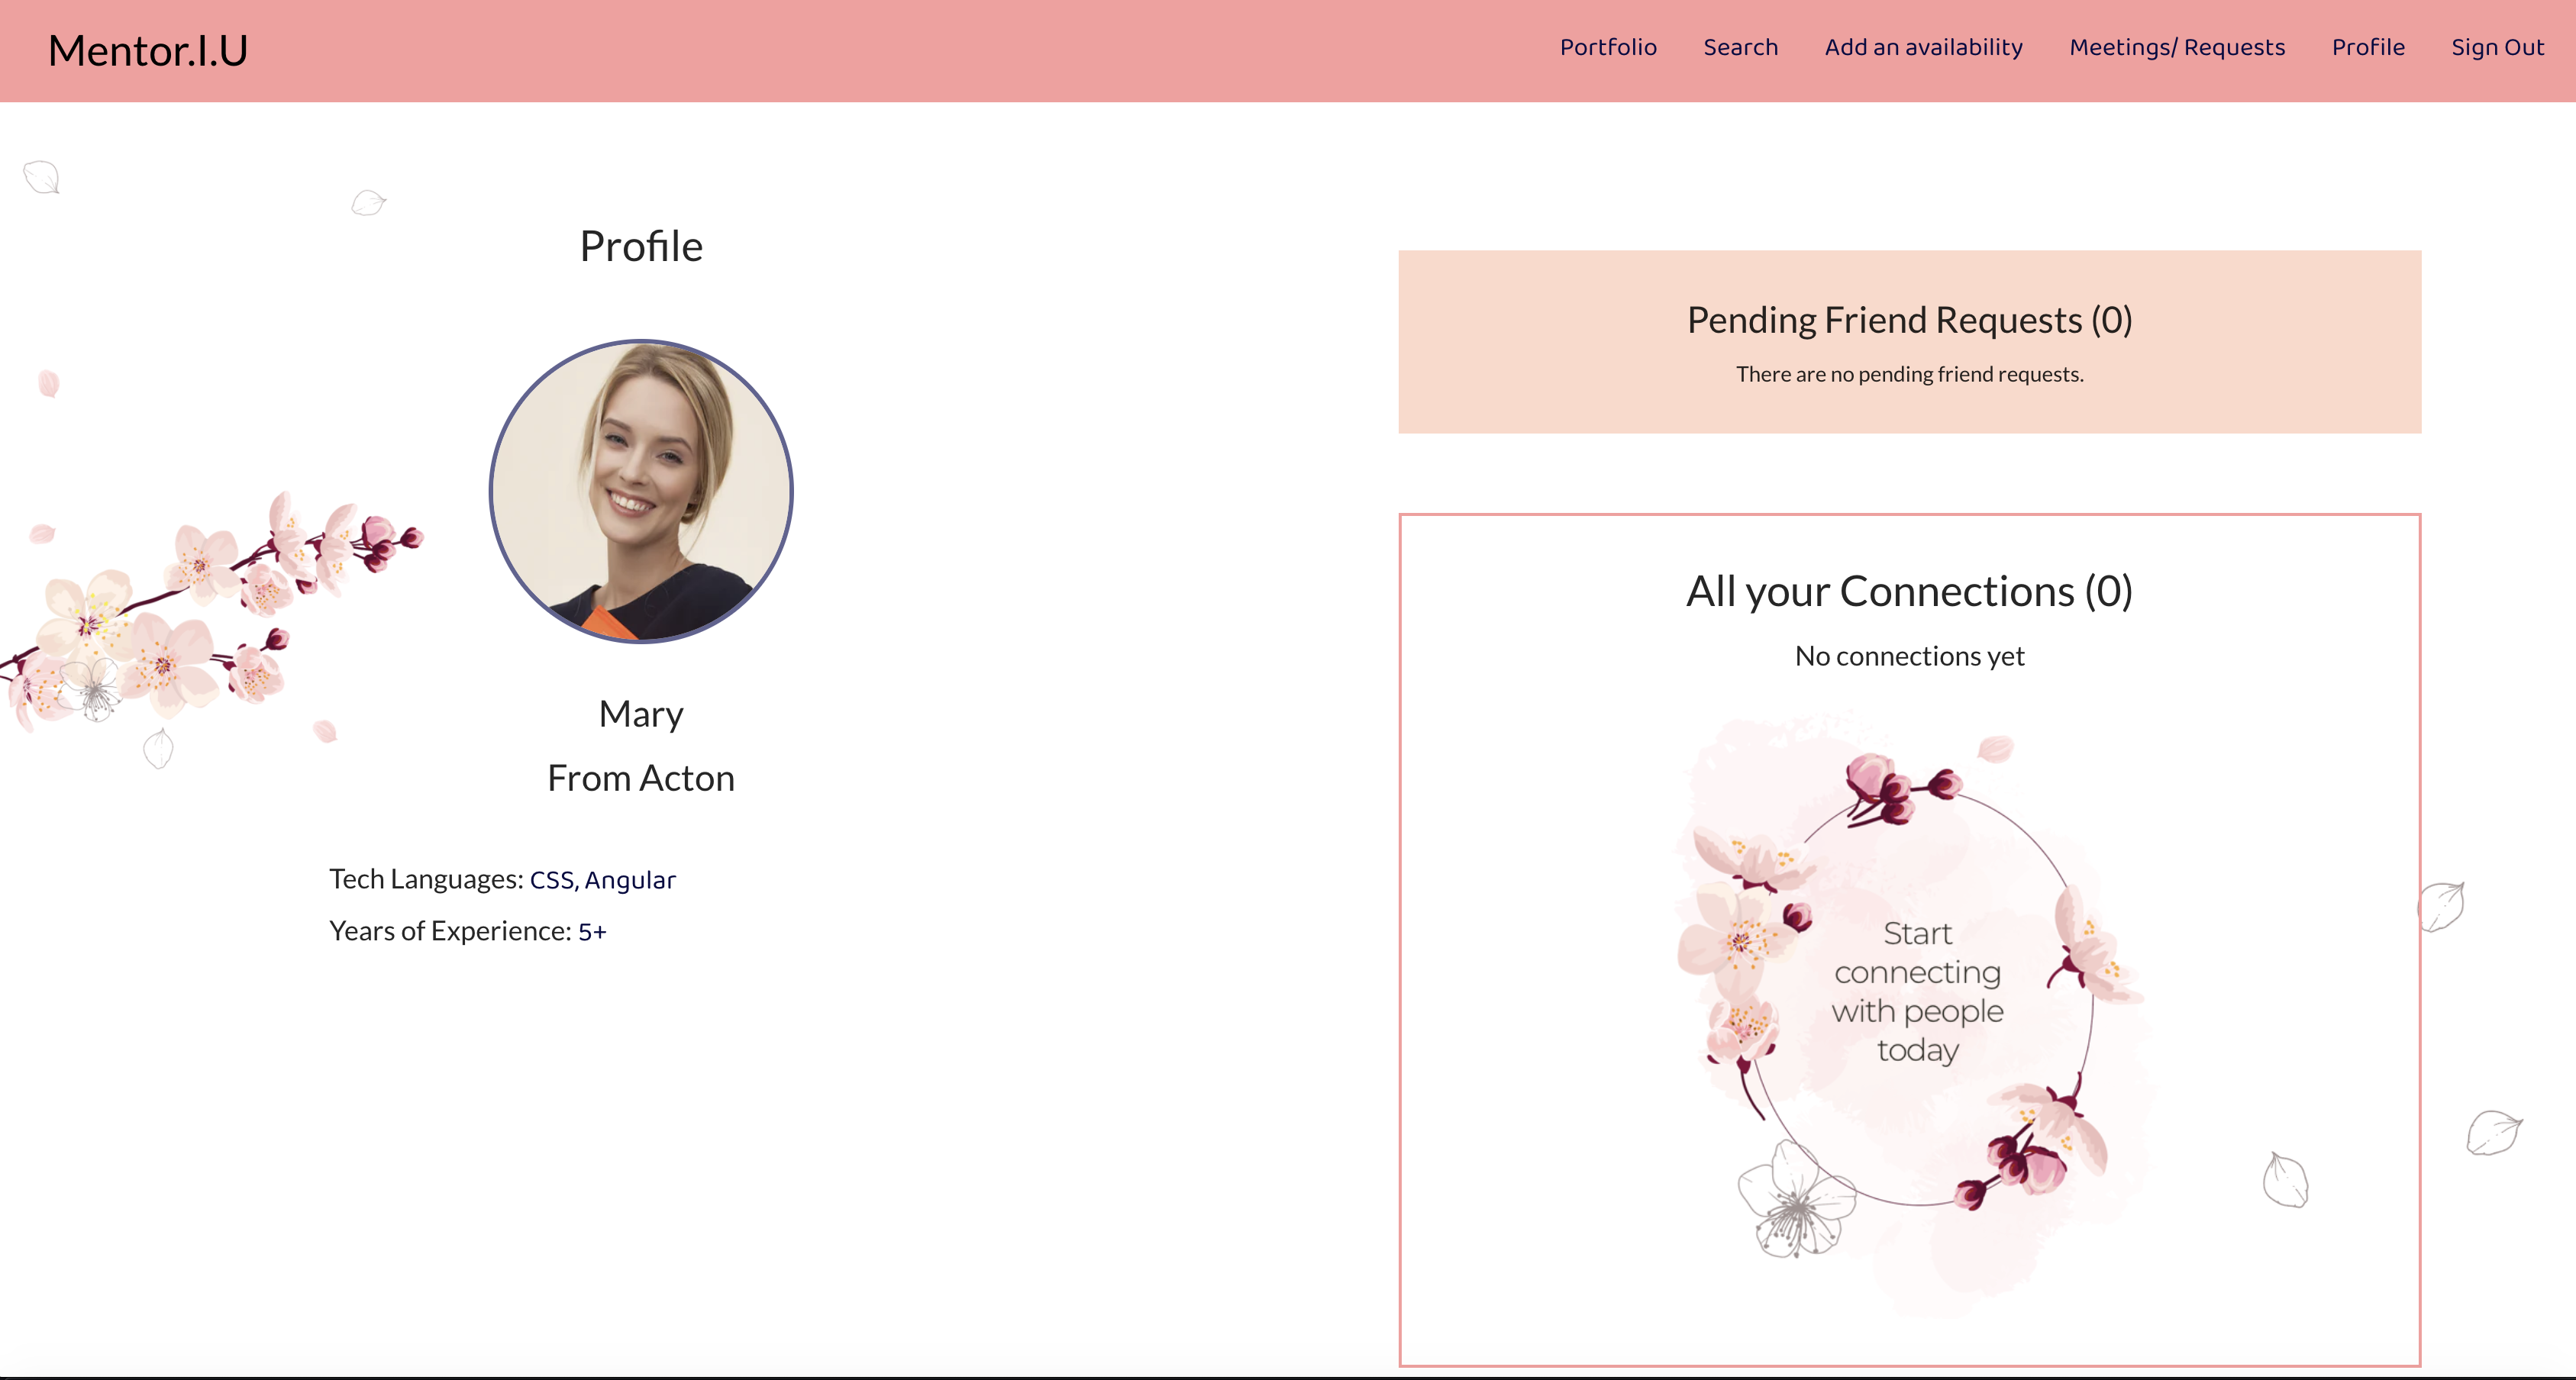 Mentor.I.U
Portfolio Search Add an availability Meetings/ Requests Profile Sign Out
Profile
Mary
From Acton
Tech Languages: CSS, Angular
Years of Experience: 5+
Pending Friend Requests (0)
There are no pending friend requests.
All your Connections (0)
No connections yet
Start
connecting
with people
today